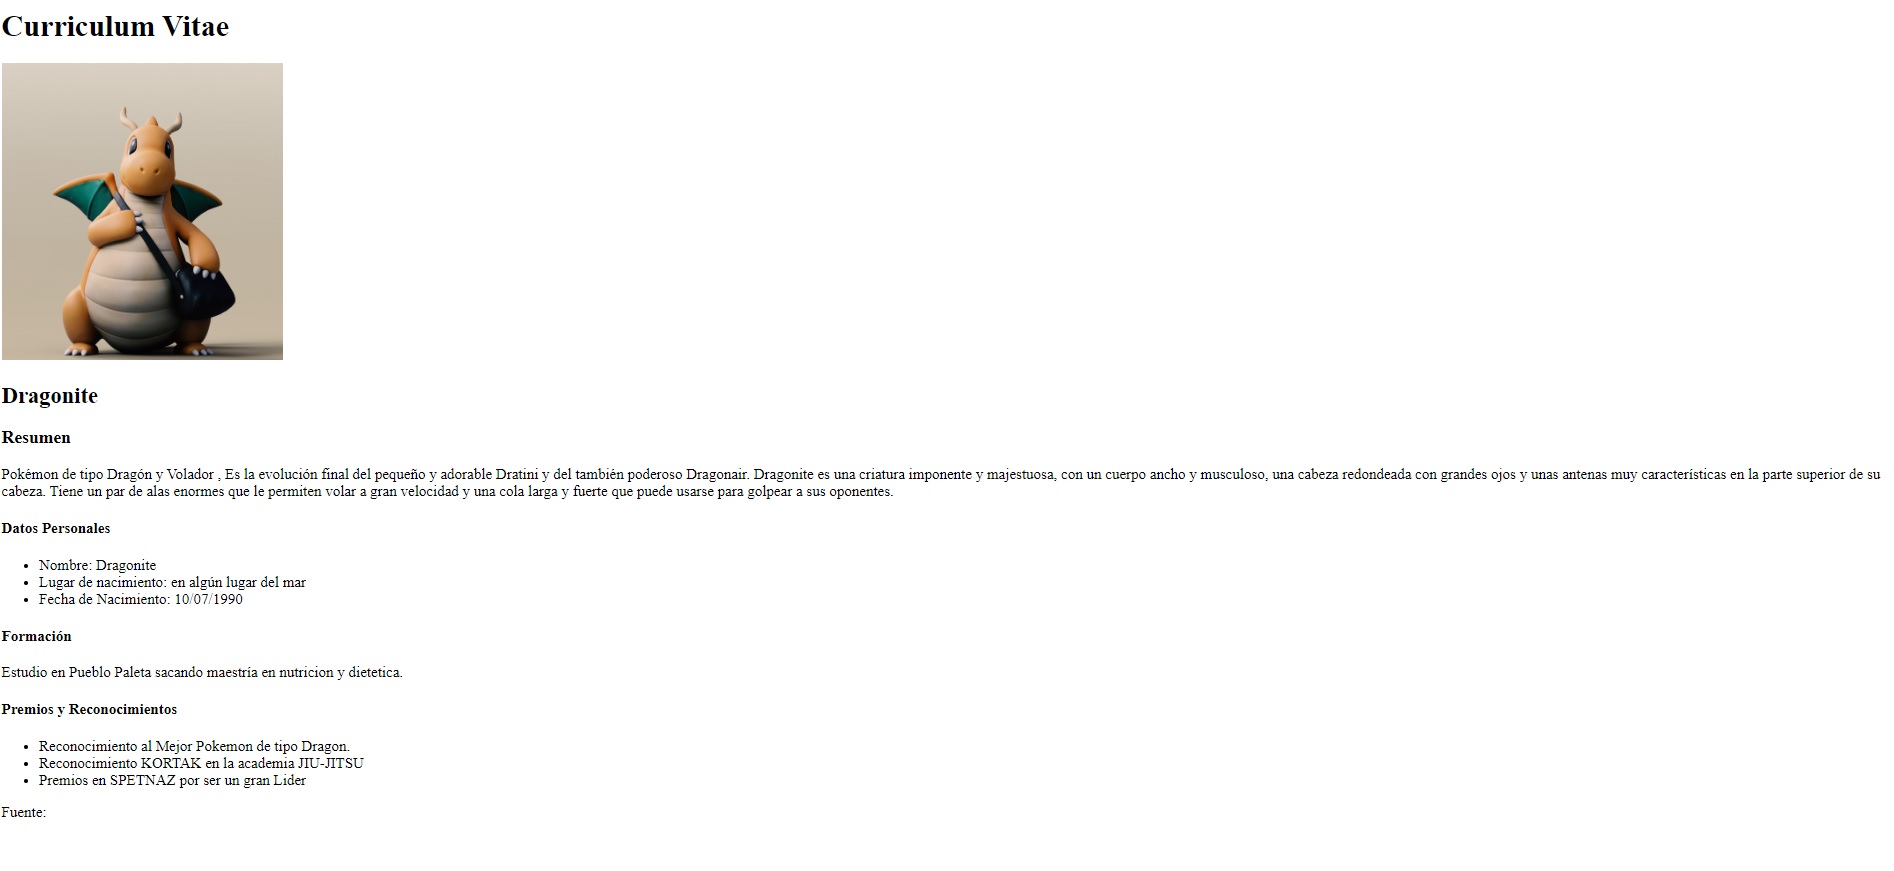 Curriculum Vitae
Dragonite
Resumen
Pokémon de tipo Dragón y Volador , Es la evolución final del pequeño y adorable Dratini y del también poderoso Dragonair. Dragonite es una criatura imponente y majestuosa, con un cuerpo ancho y musculoso, una cabeza redondeada con grandes ojos y unas antenas muy características en la parte superior de su
cabeza. Tiene un par de alas enormes que le permiten volar a gran velocidad y una cola larga y fuerte que puede usarse para golpear a sus oponentes.
Datos Personales
• Nombre: Dragonite
• Lugar de nacimiento: en algún lugar del mar
• Fecha de Nacimiento: 10/07/1990
Formación
Estudio en Pueblo Paleta sacando maestría en nutricion y dietetica.
Premios y Reconocimientos
• Reconocimiento al Mejor Pokemon de tipo Dragon.
• Reconocimiento KORTAK en la academia JIU-JITSU
• Premios en SPETNAZ por ser un gran Lider
Fuente: